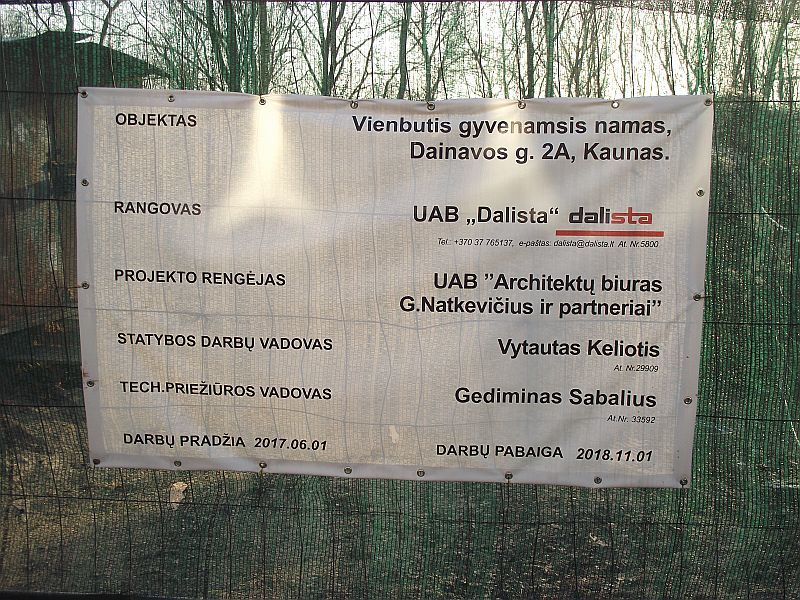 OBJEKTAS Vienbutis gyvenamsis namas,
Dainavos g. 2A, Kaunas.
RANGOVAS UAB „Dalista“ dalista
Tel.: +370 37 765137, e-paštas: dalista@dalista.lt At. Nr.5800
PROJEKTO RENGĖJAS UAB ”Architektų biuras
G.Natkevičius ir partneriai”
STATYBOS DARBŲ VADOVAS Vytautas Keliotis
At. Nr.29909
TECH.PRIEŽIŪROS VADOVAS Gediminas Sabalius
At.Nr. 33592
DARBŲ PRADŽIA 2017.06.01 DARBŲ PABAIGA 2018.11.01